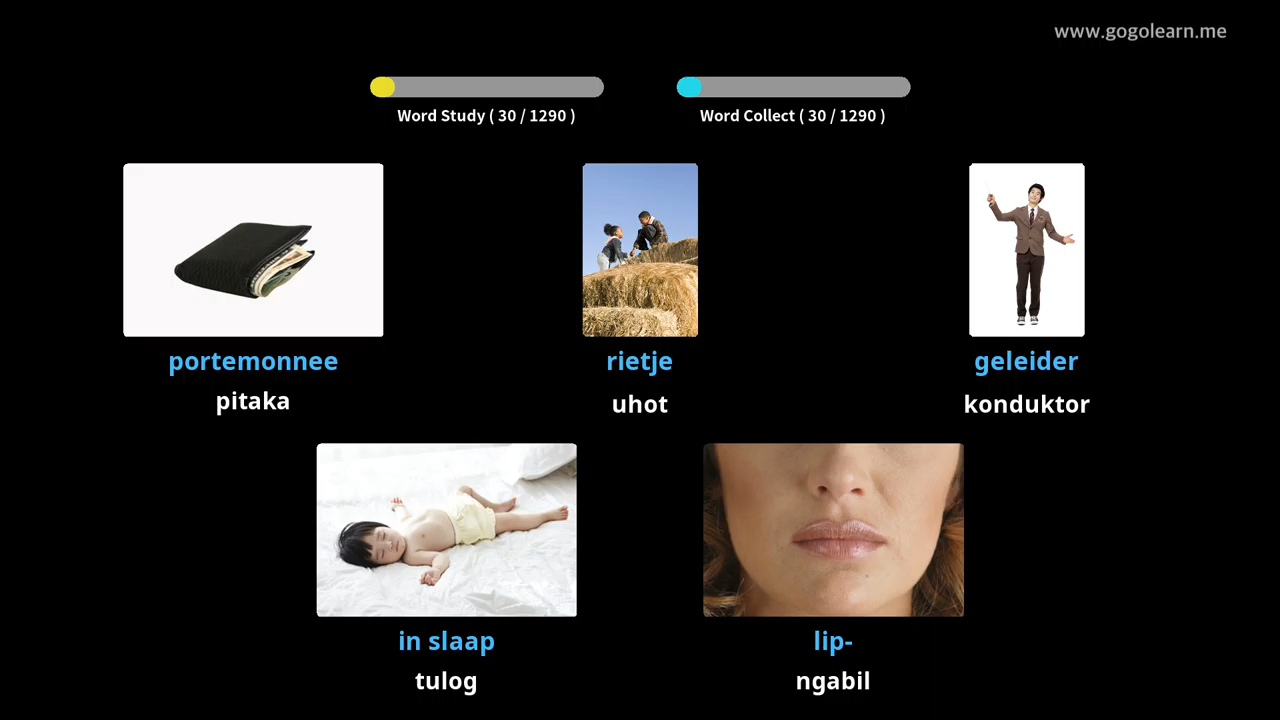 www.gogolearn.me
Word Study ( 30 / 1290 )
Word Collect ( 30 / 1290 )
portemonnee
rietje
geleider
pitaka
uhot
konduktor
in slaap
lip-
tulog
ngabil